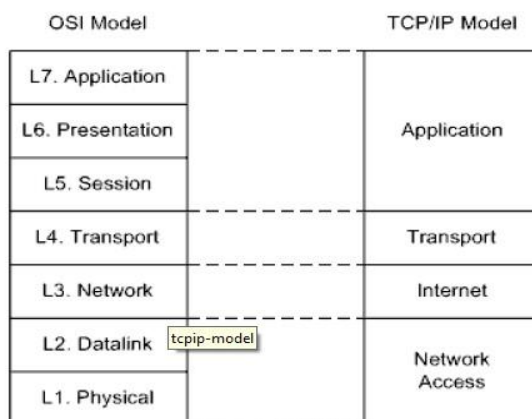 OSI Model
TCP/IP Model
L7. Application
L6. Presentation
L5. Session
L4. Transport
L3. Network
L2. Datalink
L1. Physical
tcpip-model
Application
Transport
Internet
Network
Access